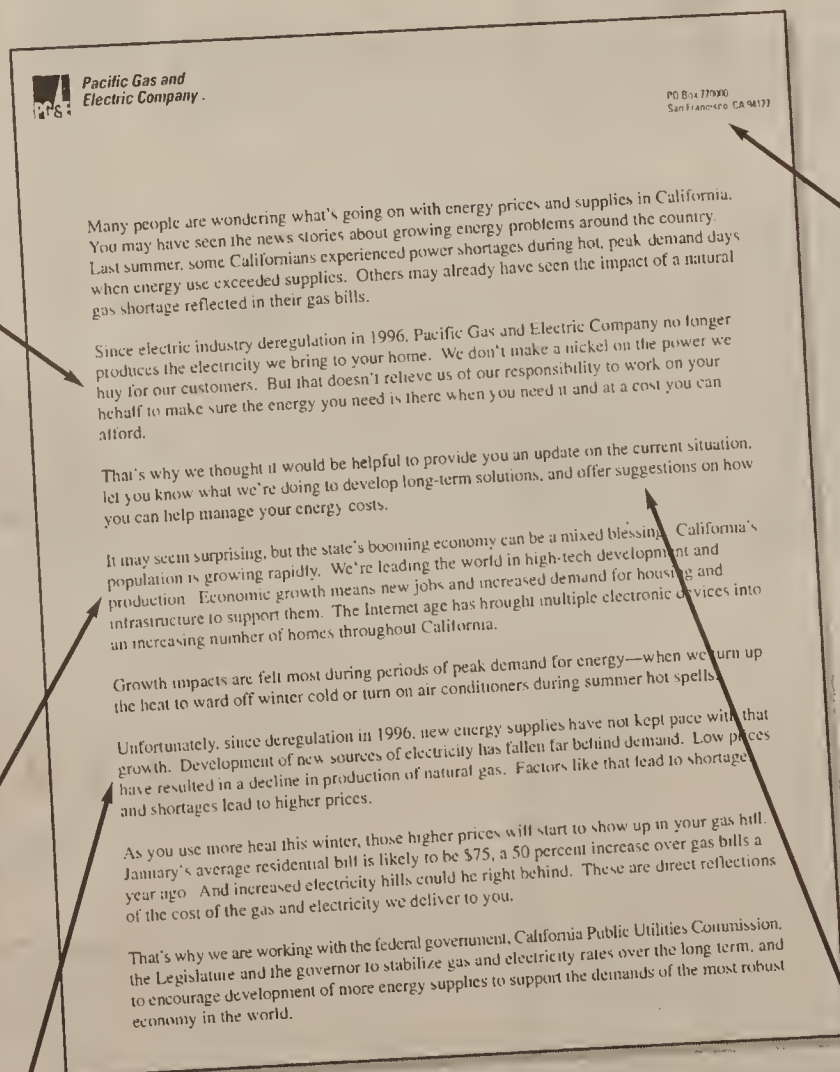 Pacific Gas and
Electric Company.
PG&E
PO Box 770000
San Francisco, CA 94177
Many people are wondering what's going on with energy prices and supplies in California.
You may have seen the news stories about growing energy problems around the country.
Last summer, some Californians experienced power shortages during hot, peak demand days
when energy use exceeded supplies. Others may already have seen the impact of a natural
gas shortage reflected in their gas bills.
Since electric industry deregulation in 1996, Pacific Gas and Electric Company no longer
produces the electricity we bring to your home. We don't make a nickel on the power we
buy for our customers. But that doesn't relieve us of our responsibility to work on your
behalf to make sure the energy you need is there when you need it and at a cost you can
afford.
That's why we thought it would be helpful to provide you an update on the current situation,
let you know what we're doing to develop long-term solutions, and offer suggestions on how
you can help manage your energy costs.
It may seem surprising, but the state's booming economy can be a mixed blessing. California's
population is growing rapidly. We're leading the world in high-tech development and
production. Economic growth means new jobs and increased demand for housing and
infrastructure to support them. The Internet age has brought multiple electronic devices into
an increasing number of homes throughout California.
Growth impacts are felt most during periods of peak demand for energy—when we turn up
the heat to ward off winter cold or turn on air conditioners during summer hot spells.
Unfortunately, since deregulation in 1996, new energy supplies have not kept pace with that
growth. Development of new sources of electricity has fallen far behind demand. Low prices
have resulted in a decline in production of natural gas. Factors like that lead to shortages
and shortages lead to higher prices.
As you use more heat this winter, those higher prices will start to show up in your gas bill.
January's average residential bill is likely to be $75, a 50 percent increase over gas bills a
year ago. And increased electricity bills could be right behind. These are direct reflections
of the cost of the gas and electricity we deliver to you.
That's why we are working with the federal government, California Public Utilities Commission,
the Legislature and the governor to stabilize gas and electricity rates over the long term, and
to encourage development of more energy supplies to support the demands of the most robust
economy in the world.